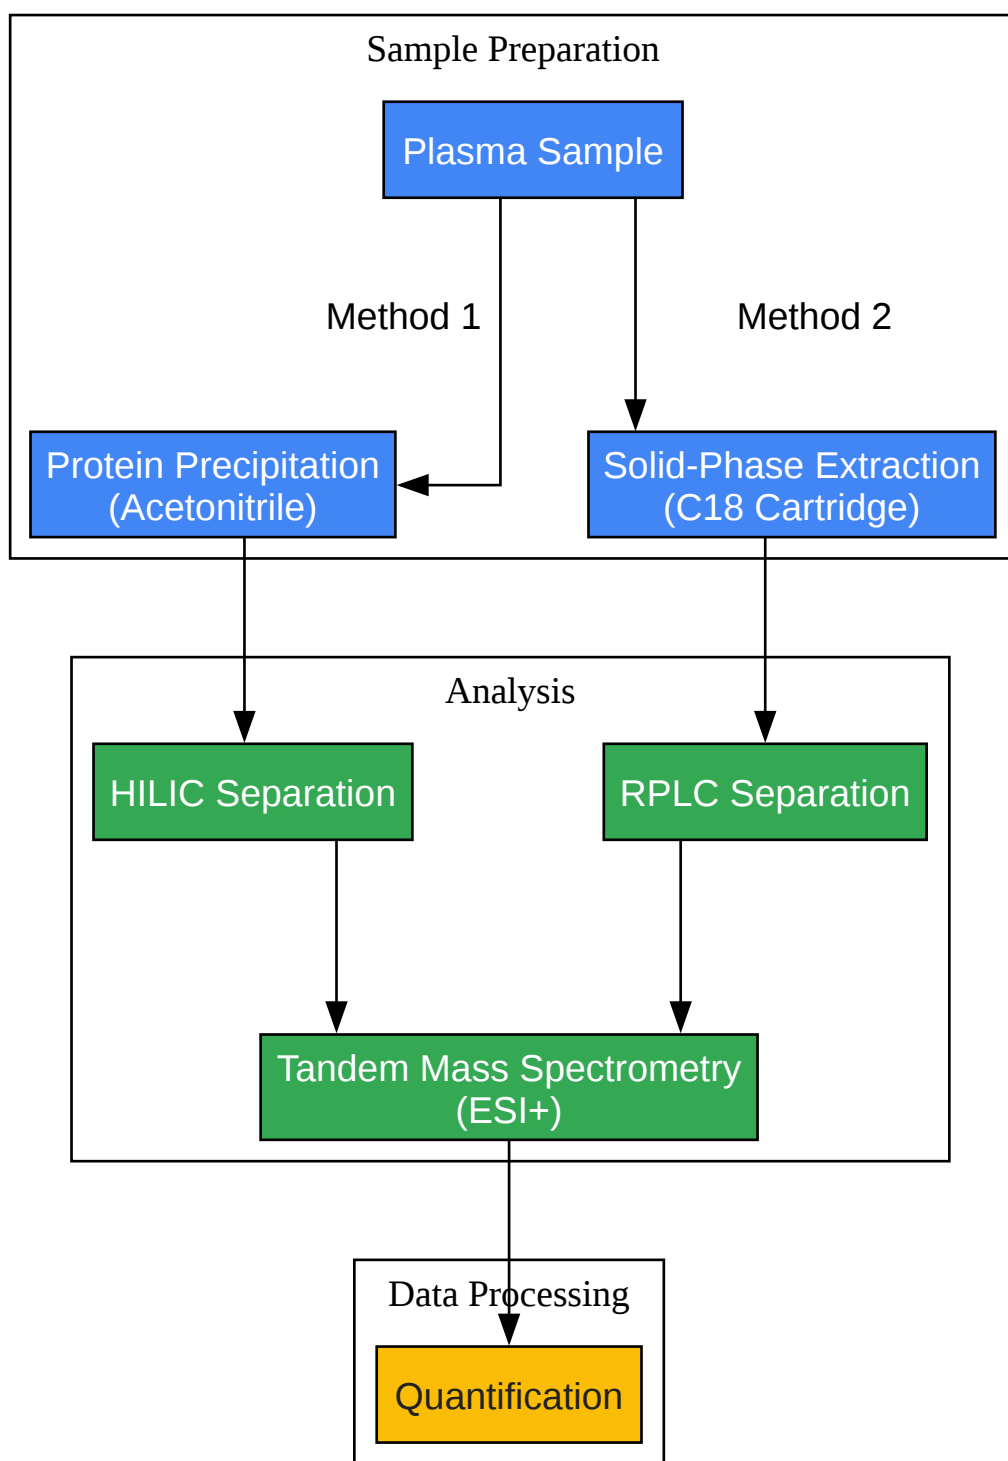 Sample Preparation
Plasma Sample
Method 1
Method 2
Protein Precipitation
(Acetonitrile)
Solid-Phase Extraction
(C18 Cartridge)
Analysis
HILIC Separation
RPLC Separation
Tandem Mass Spectrometry
(ESI+)
Data Processing
Quantification